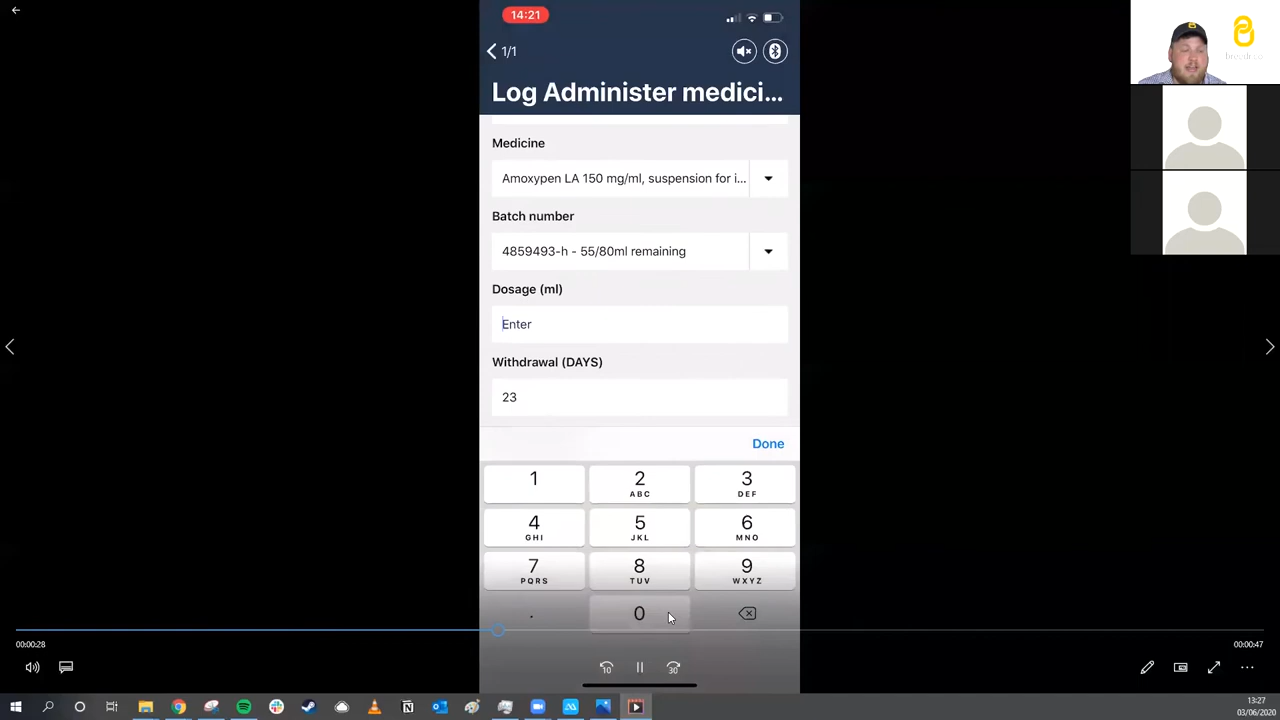 14:21
1/1
Log Administer medici...
Medicine
Amoxypen LA 150 mg/ml, suspension for i...
Batch number
4859493-h - 55/80ml remaining
Dosage (ml)
Enter
Withdrawal (DAYS)
23
Done
1
2
ABC
3
DEF
4
GHI
5
JKL
6
MNO
7
PQRS
8
TUV
9
WXYZ
.
0
00:00:28
00:00:47
10
30
13:27
03/06/2020